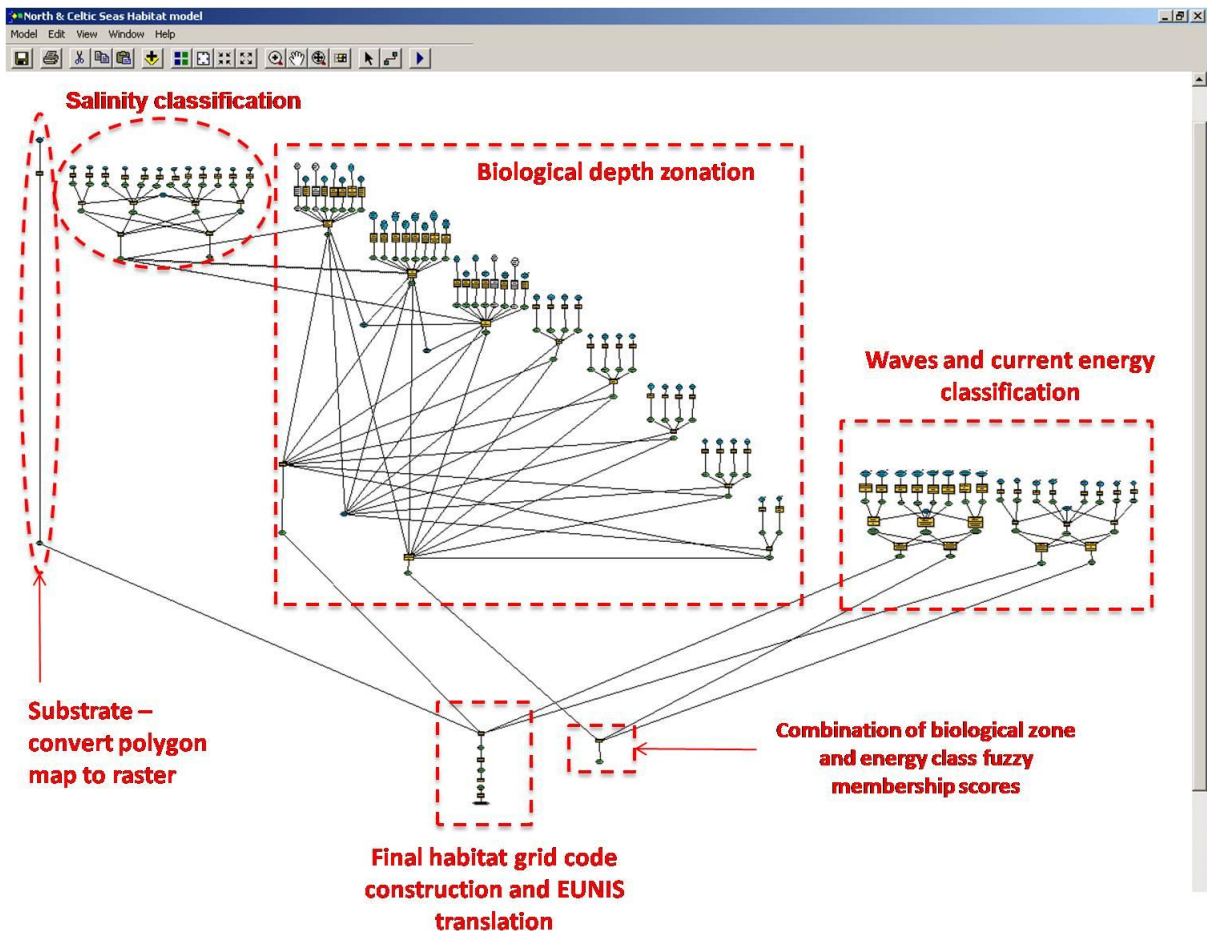 North & Celtic Seas Habitat model
Model Edit View Window Help
Salinity classification
Biological depth zonation
Waves and current energy
classification
Substrate –
convert polygon
map to raster
Combination of biological zone
and energy class fuzzy
membership scores
Final habitat grid code
construction and EUNIS
translation